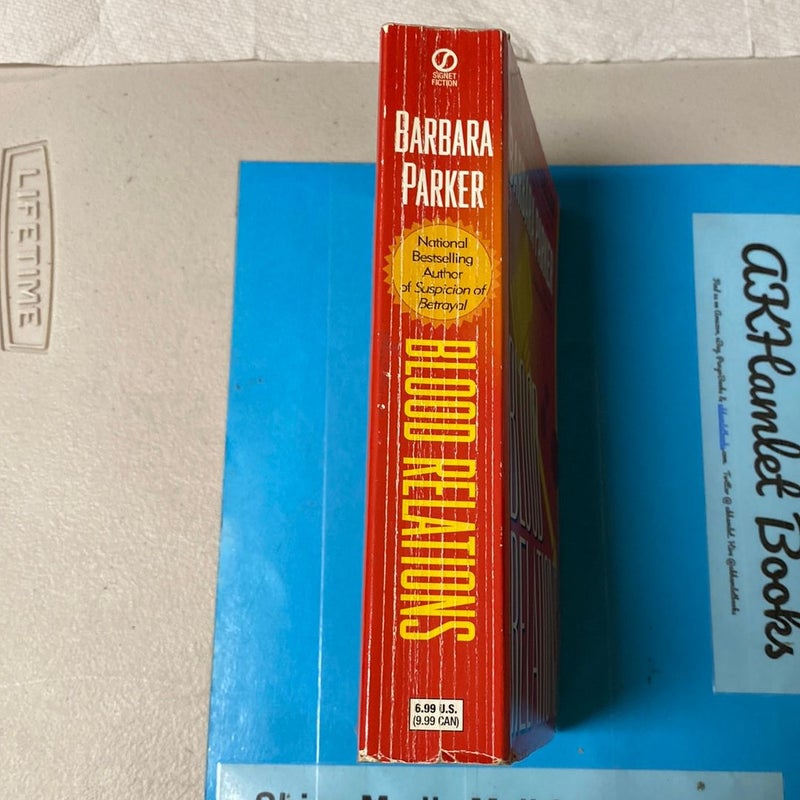 SIGNET
FICTION
BARBARA
PARKER
National
Bestselling
Author
of Suspicion of
Betrayal
BLOOD RELATIONS
6.99 U.S.
(9.99 CAN)
LIFETIME
BLOOD
AKHamlet Books